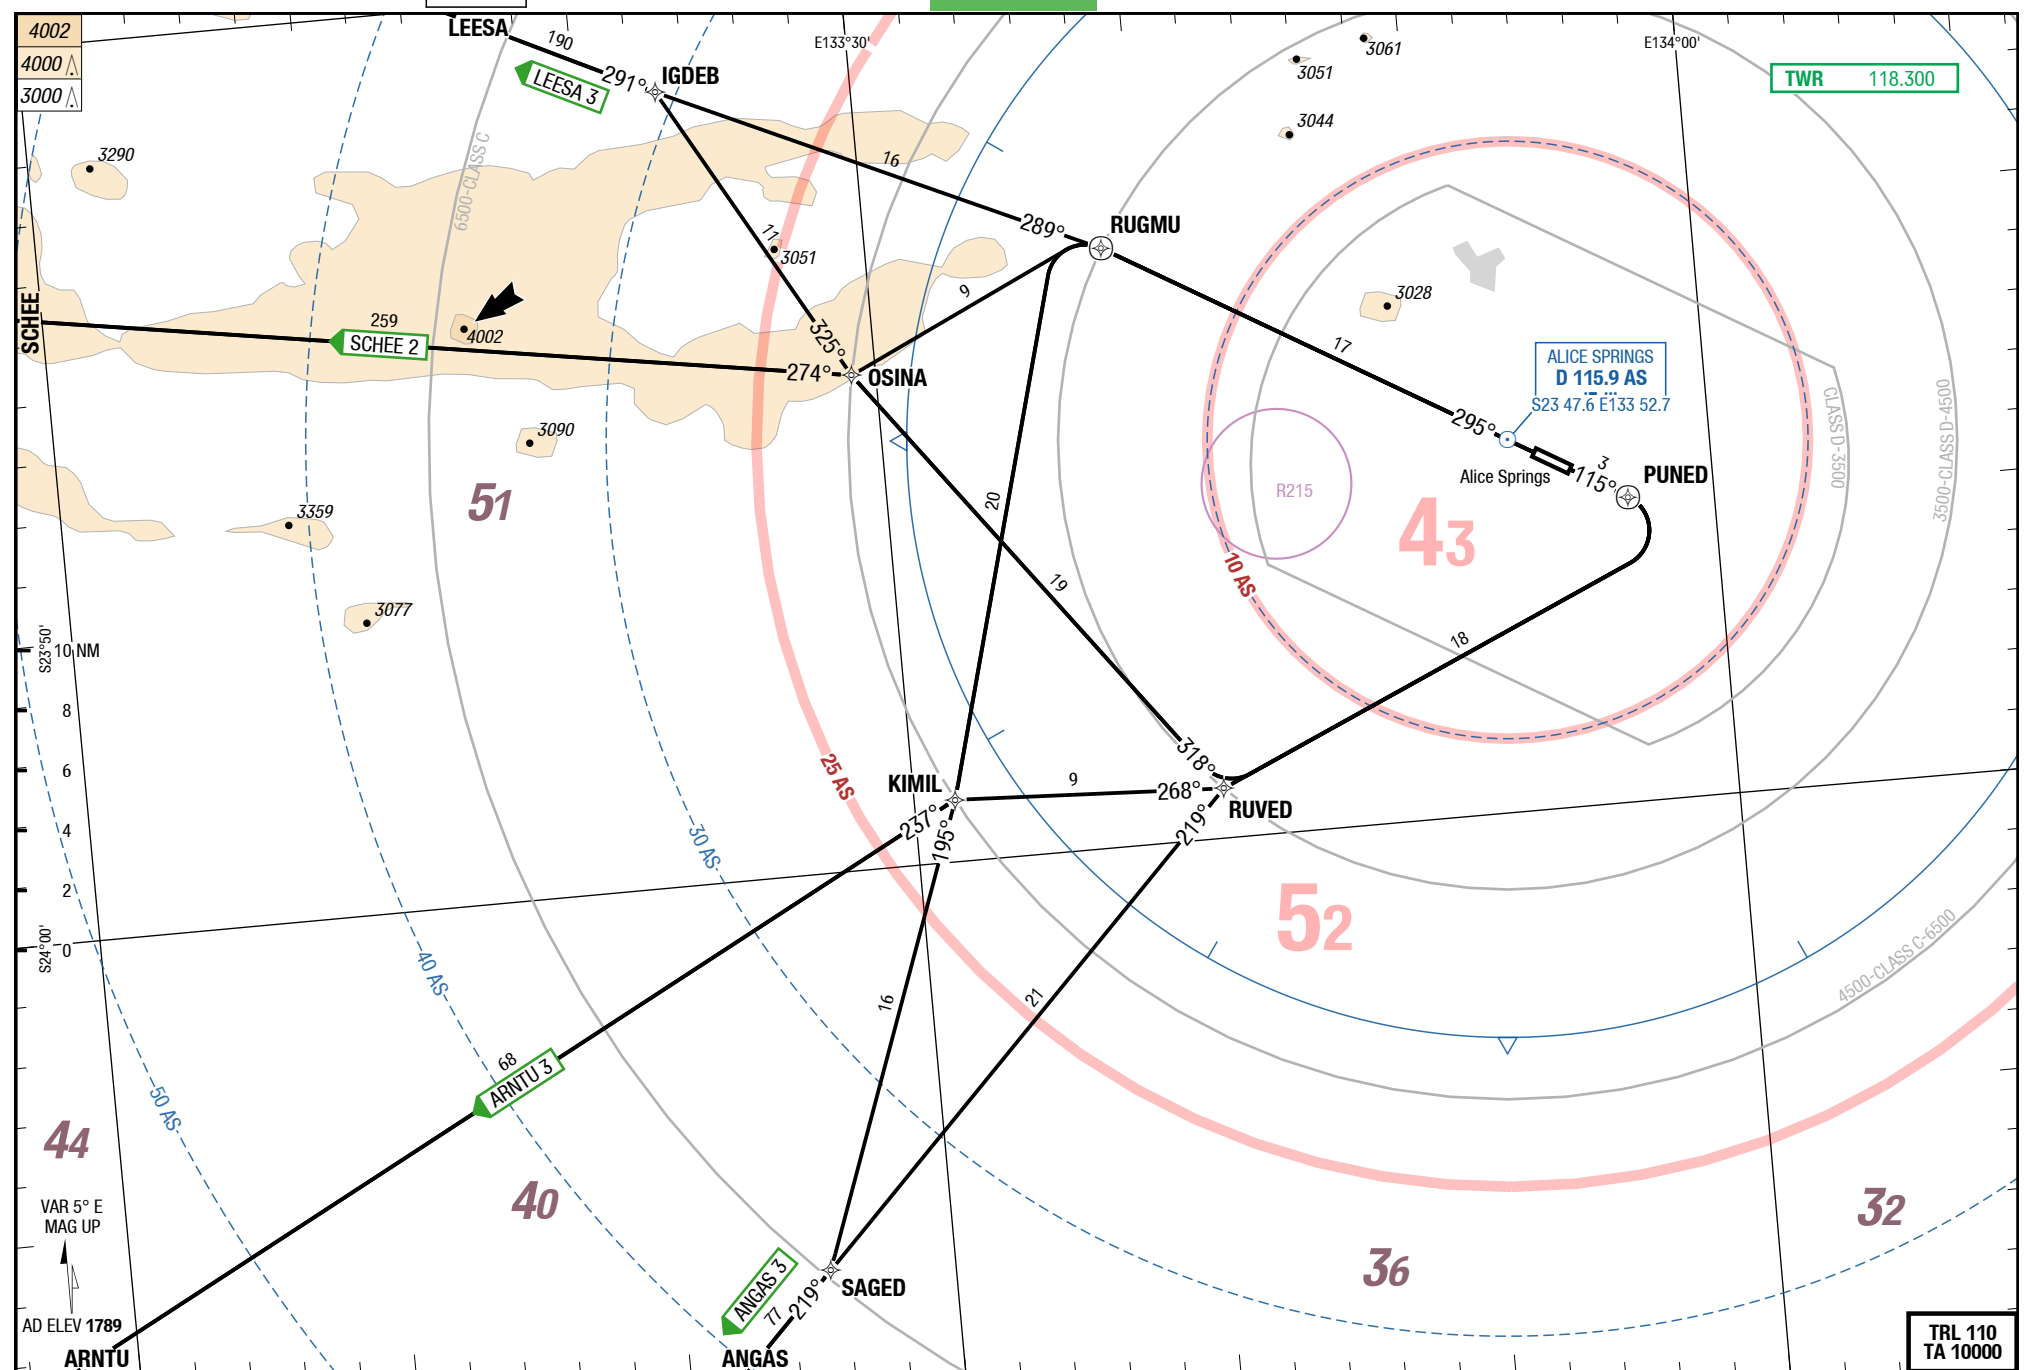 4002
4000
3000
LEESA
190
291°
IGDEB
LEESA 3
E133°30'
E134°00'
3061
3051
TWR 118.300
3044
3290
6500-CLASS C
16
289°
RUGMU
11
3051
9
3028
SCHEE
259
SCHEE 2
4002
325°
274°
OSINA
17
ALICE SPRINGS
D 115.9 AS
S23 47.6 E133 52.7
CLASS D-3500
3500-CLASS D-4500
295°
3
115°
PUNED
Alice Springs
3090
51
R215
43
20
3359
10 AS
19
3077
18
S23°50'
10 NM
8
6
4
2
0
S24°00'
318°
25 AS
KIMIL
9
268°
RUVED
237°
195°
219°
30 AS
52
4500-CLASS C-6500
40 AS
16
21
68
ARNTU 3
50 AS
44
40
VAR 5° E
MAG UP
32
36
ANGAS 3
77
219°
SAGED
AD ELEV 1789
ARNTU
ANGAS
TRL 110
TA 10000